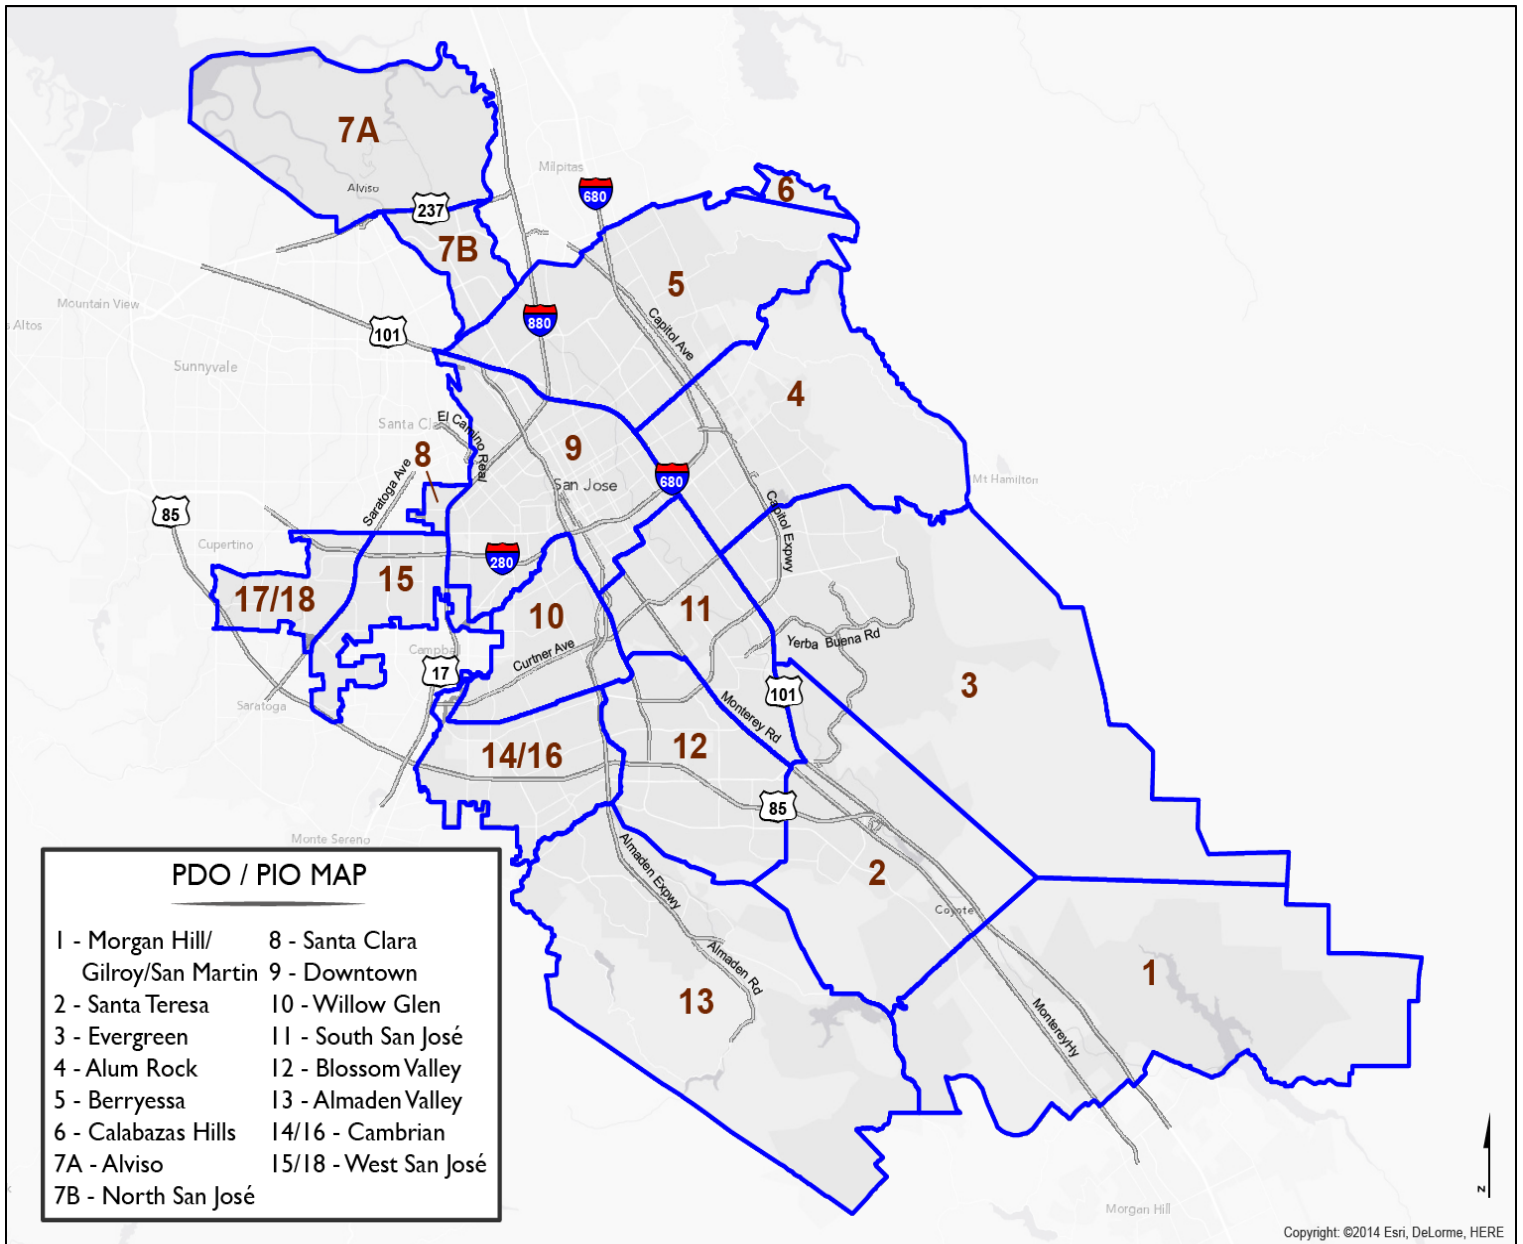 7A
Milpitas
680
6
Alviso
237
7B
5
Mountain View
s Altos
880
101
Capitol Ave
Sunnyvale
4
Santa Cl
El Camino Real
9
8
Saratoga Ave
680
San Jose
Mt Hamilton
85
Capitol Expwy
Cupertino
280
15
17/18
10
11
Yerba Buena Rd
Curtner Ave
Campbe
17
3
101
Saratoga
Monterey Rd
12
14/16
85
Monte Sereno
Almaden Expwy
2
Coyote
Almaden Rd
13
1
MontereyHy
Morgan Hill
PDO / PIO MAP
1 - Morgan Hill/
Gilroy/San Martin
2 - Santa Teresa
3 - Evergreen
4 - Alum Rock
5 - Berryessa
6 - Calabazas Hills
7A - Alviso
7B - North San José
8 - Santa Clara
9 - Downtown
10 - Willow Glen
11 - South San José
12 - Blossom Valley
13 - Almaden Valley
14/16 - Cambrian
15/18 - West San José
N
Copyright: ©2014 Esri, DeLorme, HERE